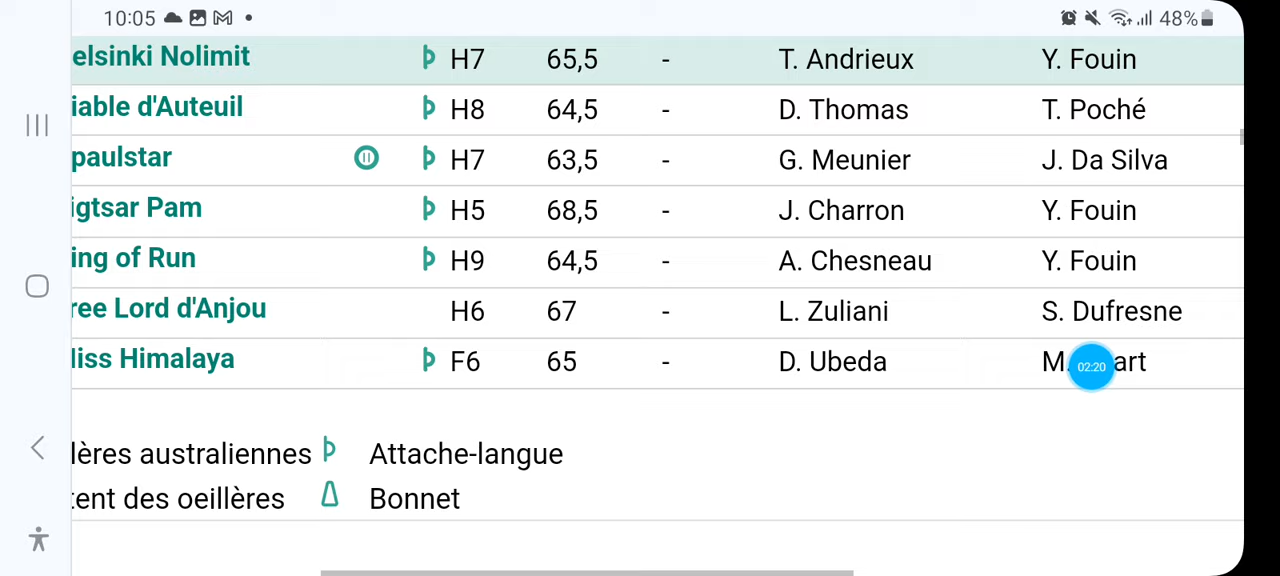 10:05 48%
elsinki Nolimit H7 65,5 - T. Andrieux Y. Fouin
iable d'Auteuil H8 64,5 - D. Thomas T. Poché
paulstar H7 63,5 - G. Meunier J. Da Silva
igtsar Pam H5 68,5 - J. Charron Y. Fouin
ing of Run H9 64,5 - A. Chesneau Y. Fouin
ree Lord d'Anjou H6 67 - L. Zuliani S. Dufresne
liss Himalaya F6 65 - D. Ubeda M. art
02:20
lères australiennes Attache-langue
tent des oeillères Bonnet